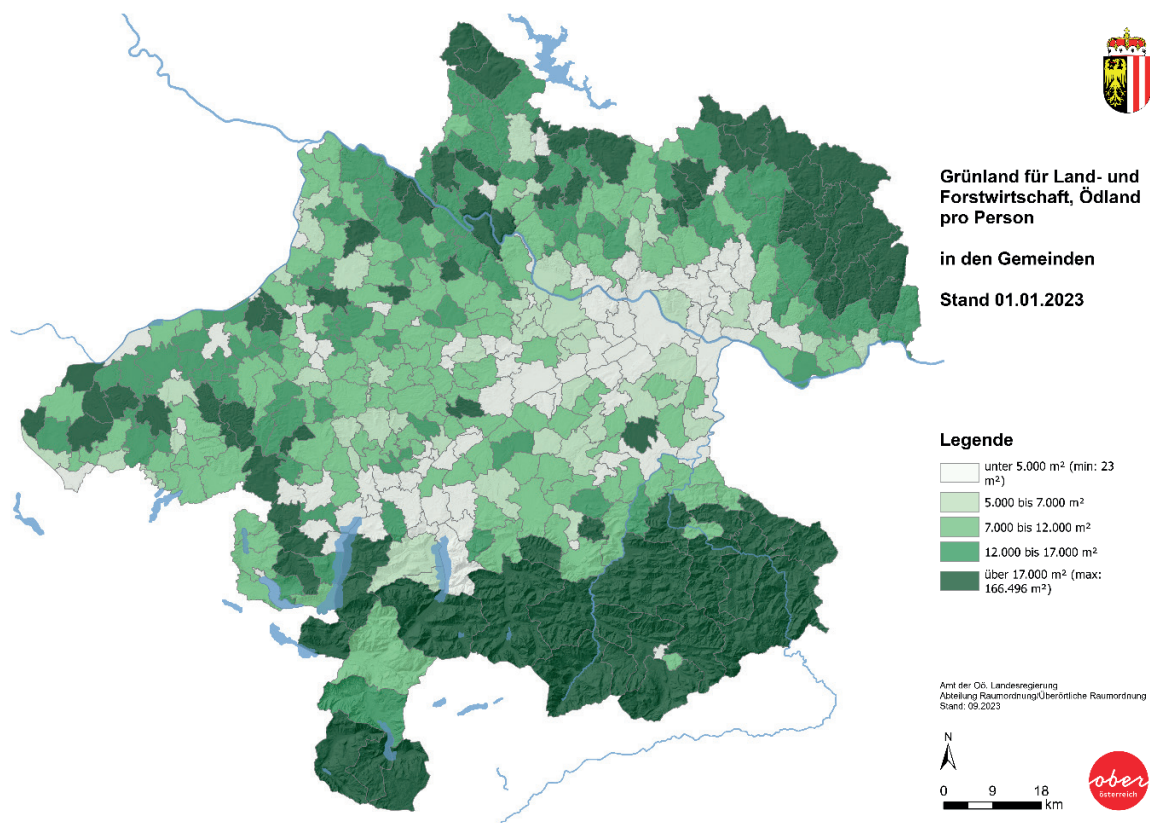 Grünland für Land- und
Forstwirtschaft, Ödland
pro Person
in den Gemeinden
Stand 01.01.2023
Legende
unter 5.000 m² (min: 23
m²)
5.000 bis 7.000 m²
7.000 bis 12.000 m²
12.000 bis 17.000 m²
über 17.000 m² (max:
166.496 m²)
Amt der Oö. Landesregierung
Abteilung Raumordnung/Überörtliche Raumordnung
Stand: 09.2023
N
0 9 18
km
ober
österreich